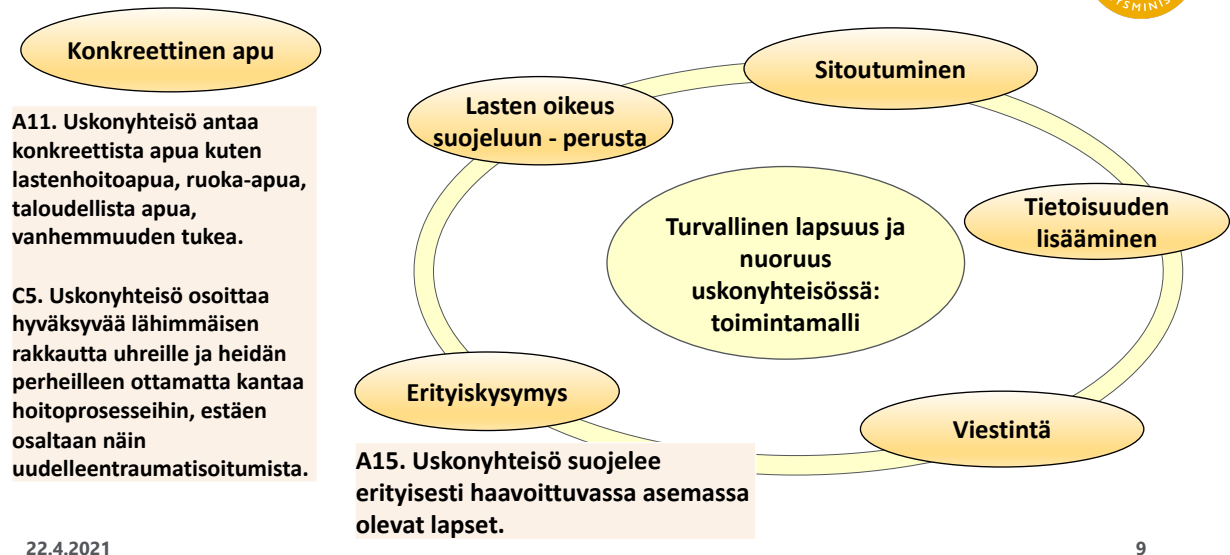 YSMINIS
Konkreettinen apu
A11. Uskonyhteisö antaa
konkreettista apua kuten
lastenhoitoapua, ruoka-apua,
taloudellista apua,
vanhemmuuden tukea.
C5. Uskonyhteisö osoittaa
hyväksyvää lähimmäisen
rakkautta uhreille ja heidän
perheilleen ottamatta kantaa
hoitoprosesseihin, estäen
osaltaan näin
uudelleentraumatisoitumista.
Lasten oikeus
suojeluun - perusta
Sitoutuminen
Tietoisuuden
lisääminen
Turvallinen lapsuus ja
nuoruus
uskonyhteisössä:
toimintamalli
Erityiskysymys
Viestintä
A15. Uskonyhteisö suojelee
erityisesti haavoittuvassa asemassa
olevat lapset.
22.4.2021
9